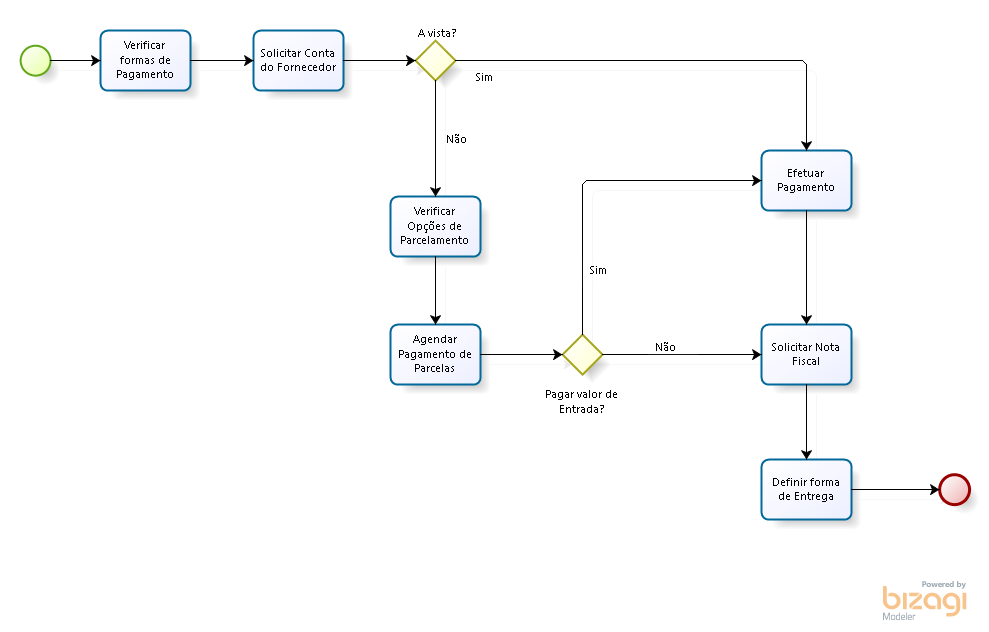 Verificar
formas de
Pagamento
Solicitar Conta
do Fornecedor
A vista?
Sim
Não
Verificar
Opções de
Parcelamento
Agendar
Pagamento de
Parcelas
Pagar valor de
Entrada?
Sim
Não
Efetuar
Pagamento
Solicitar Nota
Fiscal
Definir forma
de Entrega
Powered by
bizagi
Modeler